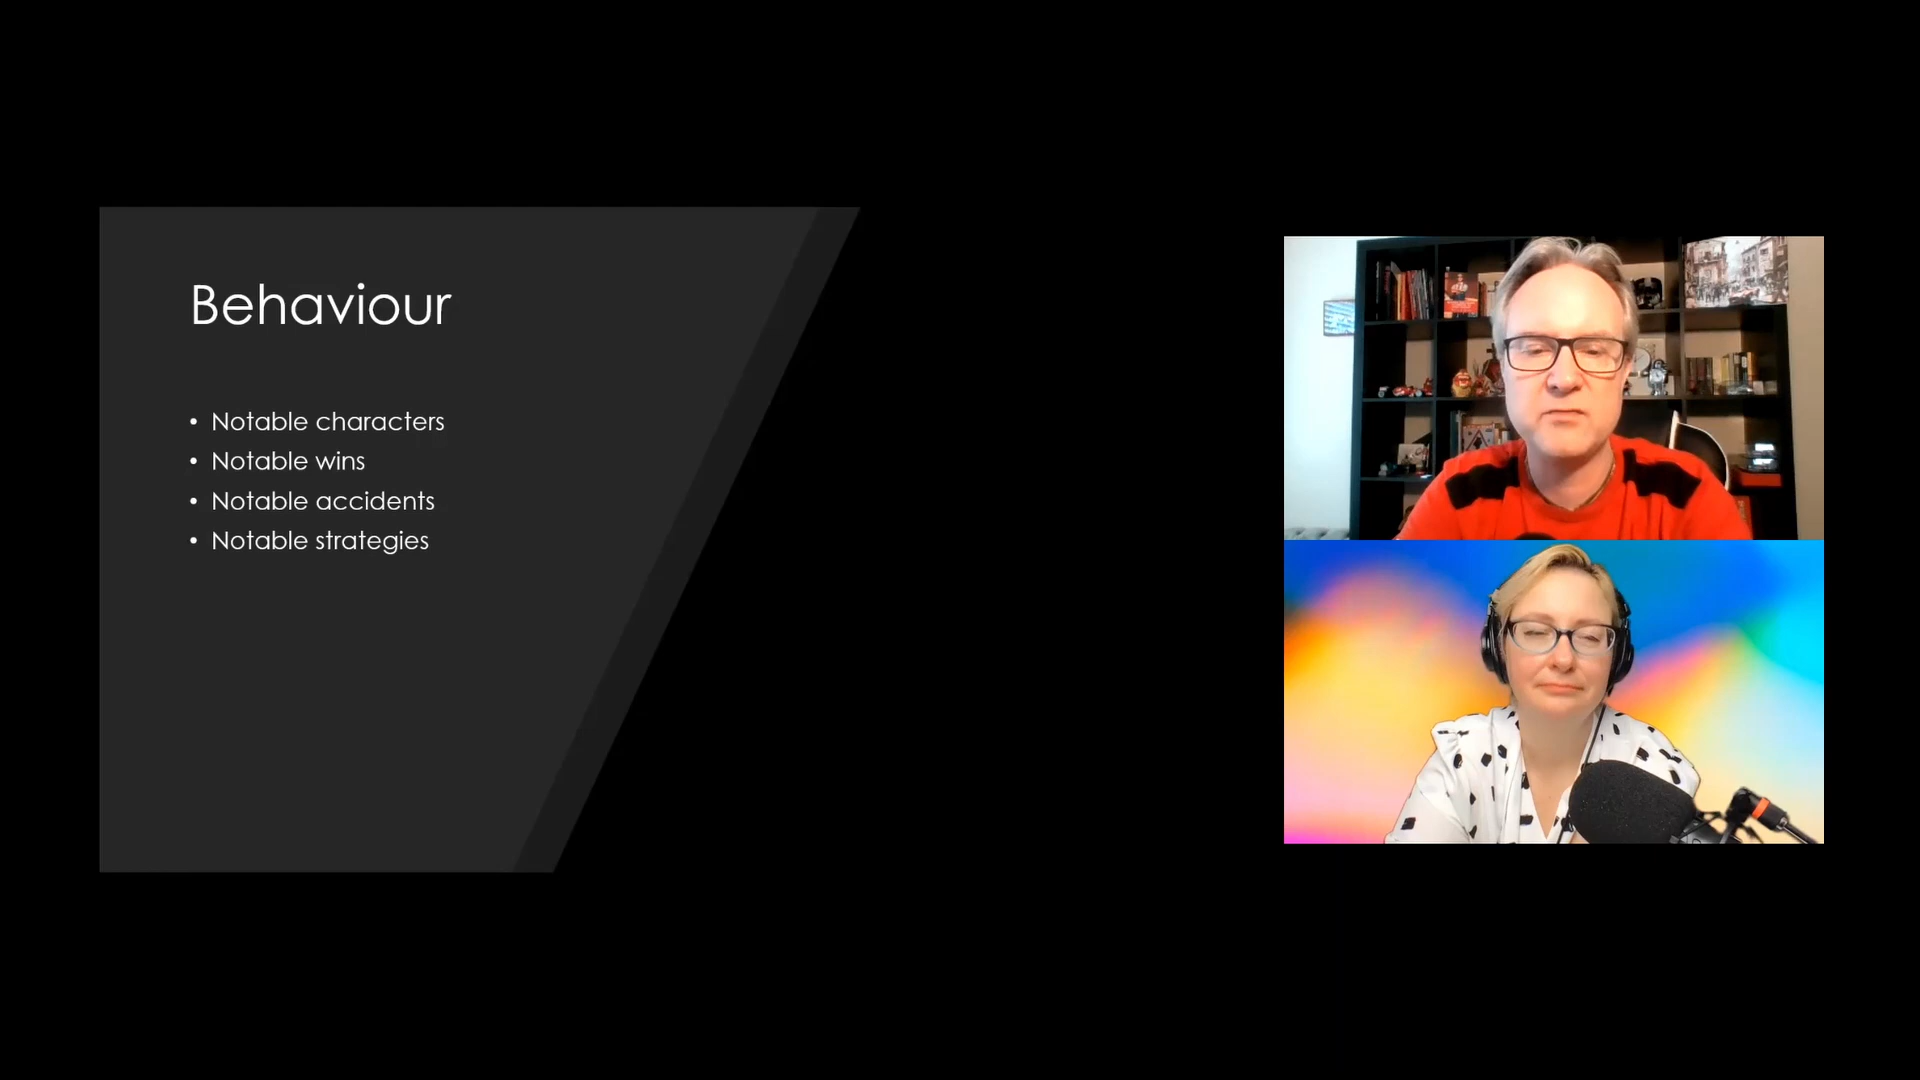 Behaviour
• Notable characters
• Notable wins
• Notable accidents
• Notable strategies